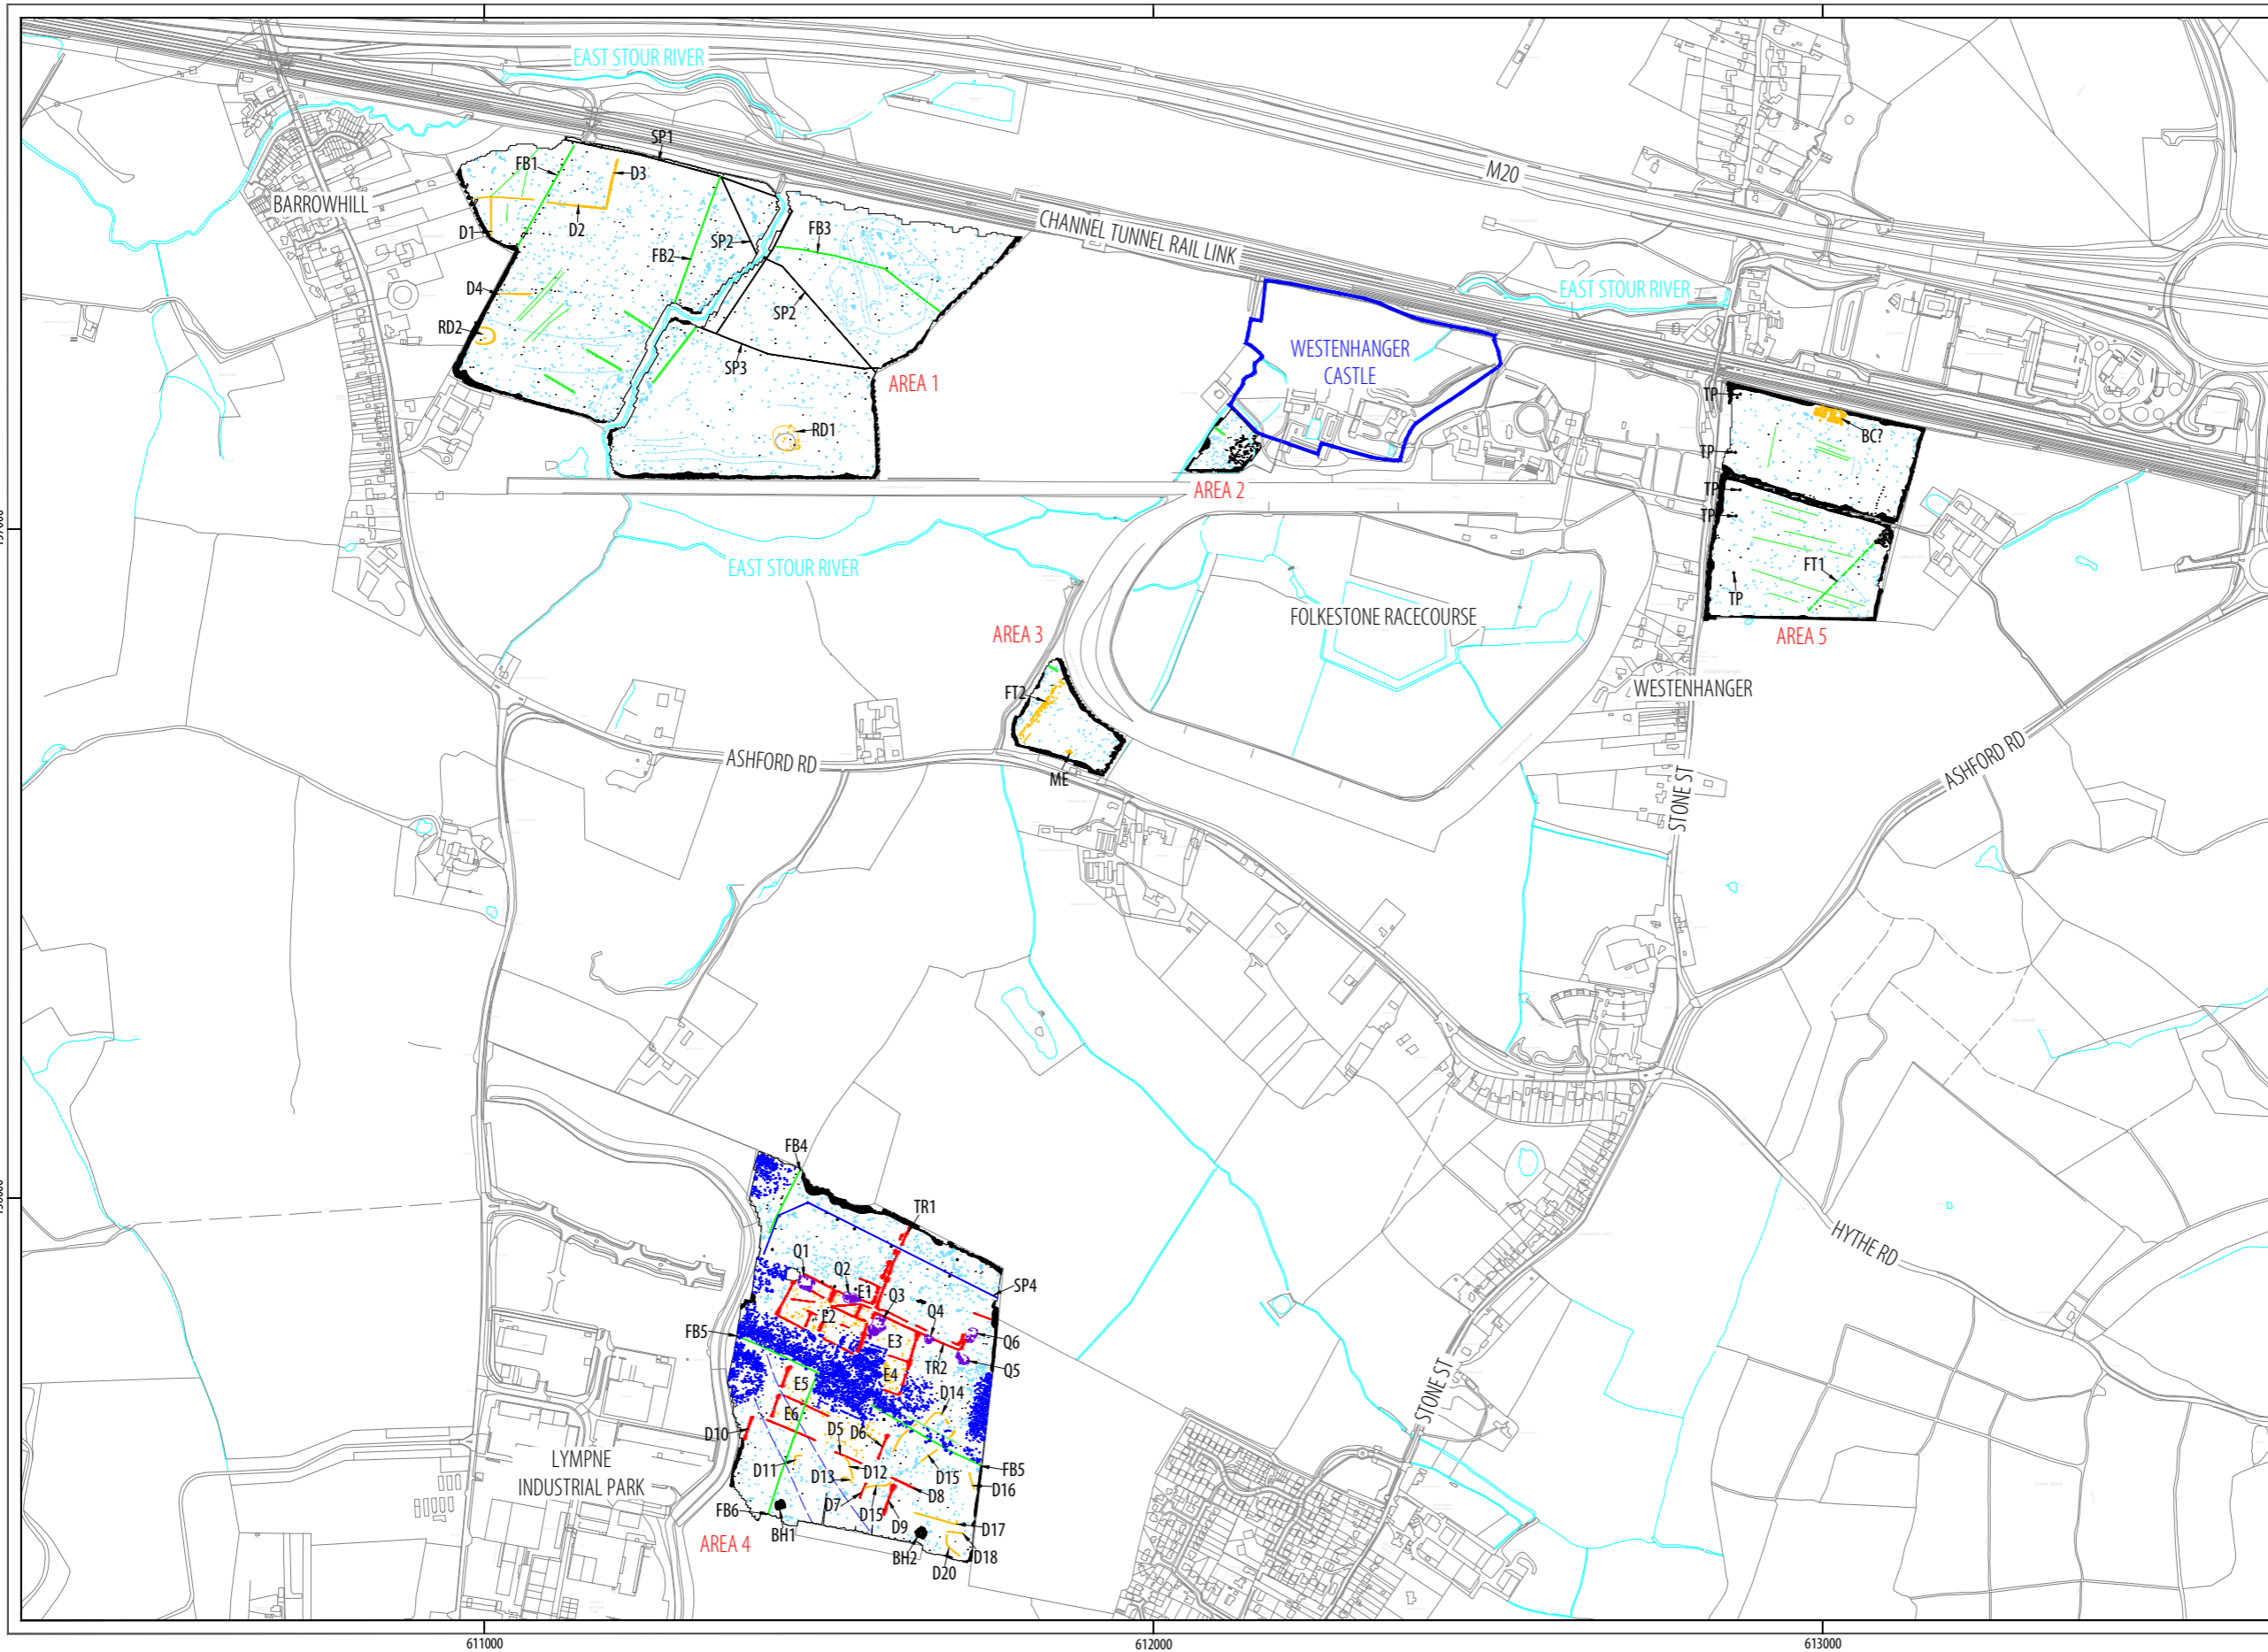 EAST STOUR RIVER
SP1
FB1
D3
M20
BARROWHILL
D1
D2
SP2
FB3
CHANNEL TUNNEL RAIL LINK
FB2
D4
EAST STOUR RIVER
SP2
RD2
WESTENHANGER
CASTLE
SP3
AREA 1
TP
RD1
BC?
TP
AREA 2
TP
TP
EAST STOUR RIVER
FT1
TP
FOLKESTONE RACECOURSE
AREA 3
AREA 5
FT2
WESTENHANGER
ASHFORD RD
ASHFORD RD
ME
STONE ST
FB4
TR1
HYTHE RD
Q1
Q2
E1
Q3
SP4
Q4
E2
FB5
E3
Q6
TR2
Q5
E4
E5
D14
E6
STONE ST
D10
D5
D6
LYMPNE
INDUSTRIAL PARK
D11
D13
D12
D15
FB5
D16
D7
D8
FB6
D15
D9
BH1
D17
AREA 4
BH2
D18
D20
611000
612000
613000